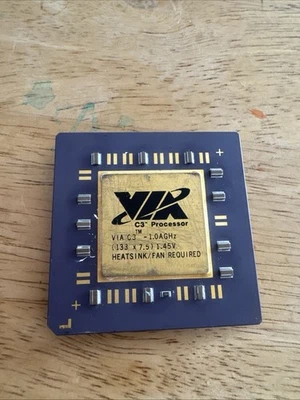 VIA
C3™ Processor
VIA C3™ -1.0AGHz
(133 x 7.5) 1.45V
HEATSINK/FAN REQUIRED